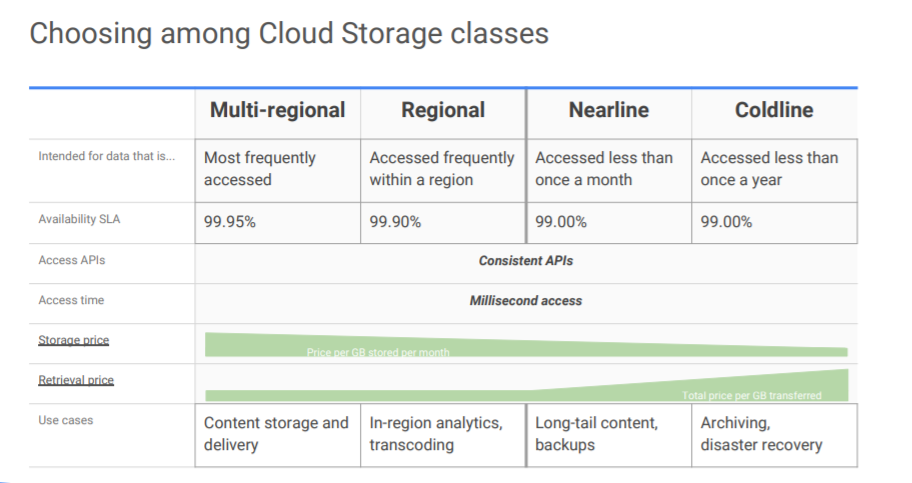 Choosing among Cloud Storage classes
Multi-regional
Regional
Nearline
Coldline
Intended for data that is...
Most frequently
accessed
Accessed frequently
within a region
Accessed less than
once a month
Accessed less than
once a year
Availability SLA
99.95%
99.90%
99.00%
99.00%
Access APIs
Consistent APIs
Access time
Millisecond access
Storage price
Price per GB stored per month
Retrieval price
Total price per GB transferred
Use cases
Content storage and
delivery
In-region analytics,
transcoding
Long-tail content,
backups
Archiving,
disaster recovery